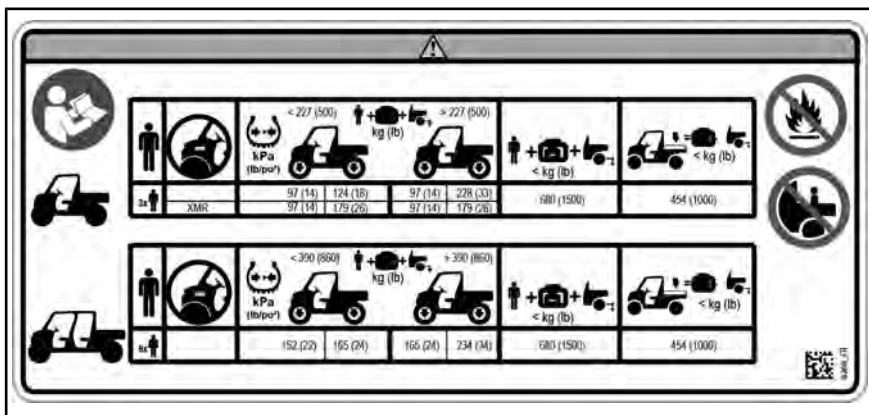 < 227 (500) > 227 (500)
kg (lb)
kPa
(lb/po²)
< kg (lb)
< kg (lb)
3x 97 (14) 124 (18) 97 (14) 228 (33) 680 (1500) 454 (1000)
XMR 97 (14) 179 (26) 97 (14) 179 (26)
< 390 (860) > 390 (860)
kg (lb)
kPa
(lb/po²)
< kg (lb)
< kg (lb)
6x 152 (22) 165 (24) 165 (24) 234 (34) 680 (1500) 454 (1000)